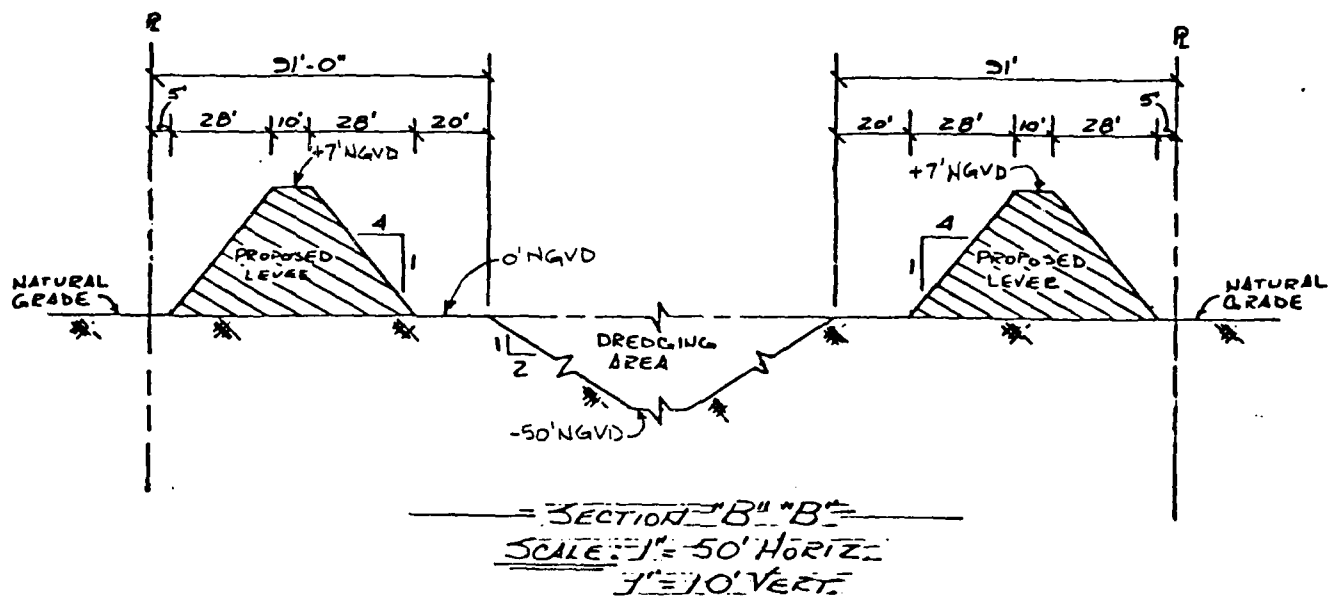 PL
PL
91'-0"
91'
5'
28'
10'
28'
20'
20'
28'
10'
28'
5'
+7' NGVD
+7' NGVD
4
1
4
1
PROPOSED
LEVEE
PROPOSED
LEVEE
0' NGVD
NATURAL
GRADE
NATURAL
GRADE
1
2
DREDGING
AREA
-50' NGVD
SECTION "B" "B"
SCALE: 1" = 50' HORIZ.
1" = 10' VERT.